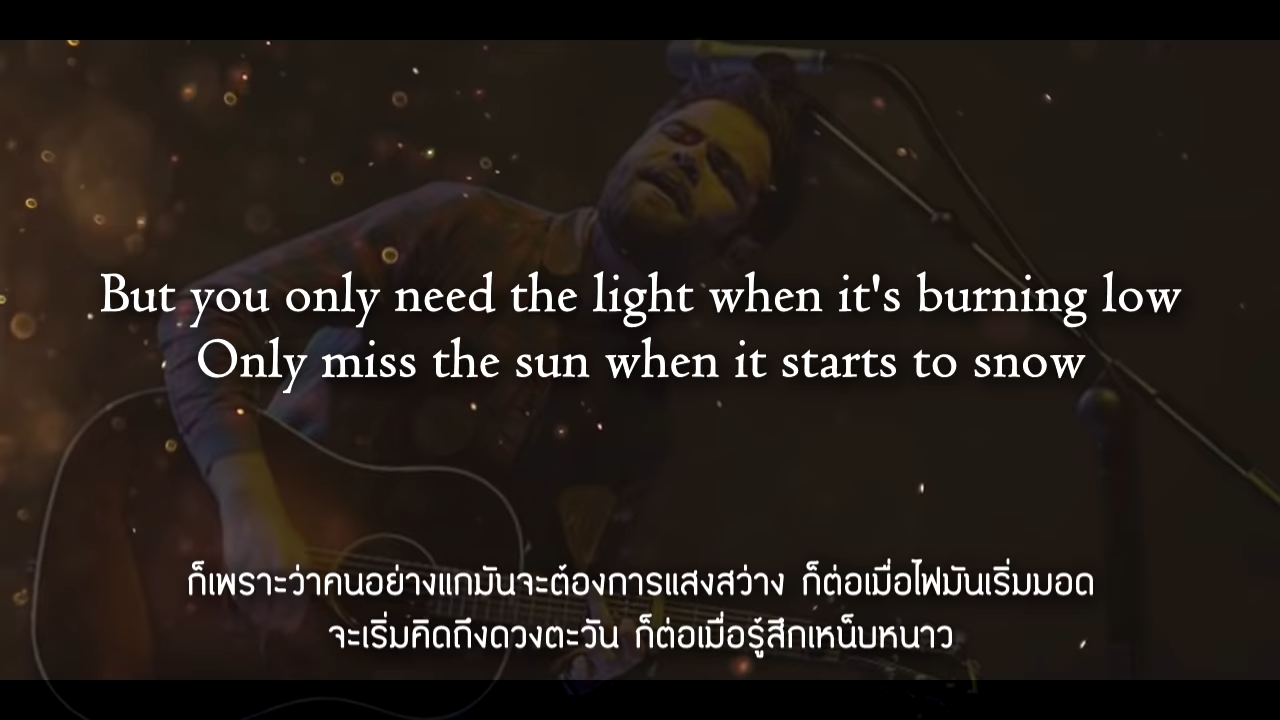 But you only need the light when it's burning low
Only miss the sun when it starts to snow
ก็เพราะว่าคนอย่างแกมันจะต้องการแสงสว่าง ก็ต่อเมื่อไฟมันเริ่มมอด
จะเริ่มคิดถึงดวงตะวัน ก็ต่อเมื่อรู้สึกเหน็บหนาว